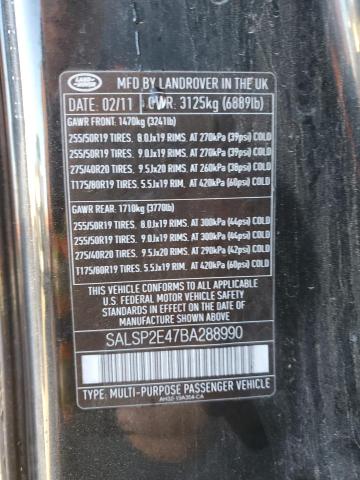 LAND ROVER
MFD BY LANDROVER IN THE UK
DATE: 02/11 GVWR: 3125kg (6889lb)
GAWR FRONT: 1470kg (3241lb)
255/50R19 TIRES. 8.0Jx19 RIMS. AT 270kPa (39psi) COLD
255/50R19 TIRES. 9.0Jx19 RIMS. AT 270kPa (39psi) COLD
275/40R20 TIRES. 9.5Jx20 RIMS. AT 260kPa (38psi) COLD
T175/80R19 TIRES. 5.5Jx19 RIM. AT 420kPa (60psi) COLD
GAWR REAR: 1710kg (3770lb)
255/50R19 TIRES. 8.0Jx19 RIMS. AT 300kPa (44psi) COLD
255/50R19 TIRES. 9.0Jx19 RIMS. AT 300kPa (44psi) COLD
275/40R20 TIRES. 9.5Jx20 RIMS. AT 290kPa (42psi) COLD
T175/80R19 TIRES. 5.5Jx19 RIM. AT 420kPa (60psi) COLD
THIS VEHICLE CONFORMS TO ALL APPLICABLE
U.S. FEDERAL MOTOR VEHICLE SAFETY
STANDARDS IN EFFECT ON THE DATE OF
MANUFACTURE SHOWN ABOVE
SALSP2E47BA288990
TYPE: MULTI-PURPOSE PASSENGER VEHICLE
AH32-15A354-CA